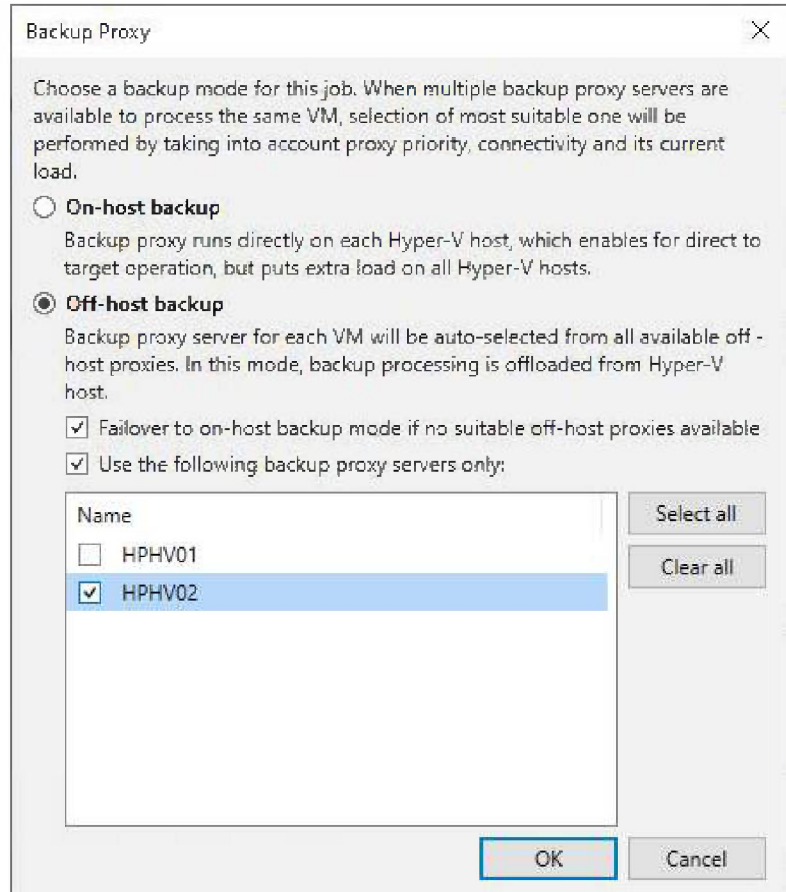 Backup Proxy
Choose a backup mode for this job. When multiple backup proxy servers are
available to process the same VM, selection of most suitable one will be
performed by taking into account proxy priority, connectivity and its current
load.
On-host backup
Backup proxy runs directly on each Hyper-V host, which enables for direct to
target operation, but puts extra load on all Hyper-V hosts.
Off-host backup
Backup proxy server for each VM will be auto-selected from all available off -
host proxies. In this mode, backup processing is offloaded from Hyper-V
host.
Failover to on-host backup mode if no suitable off-host proxies available
Use the following backup proxy servers only:
Name
Select all
HPHV01
Clear all
HPHV02
OK
Cancel